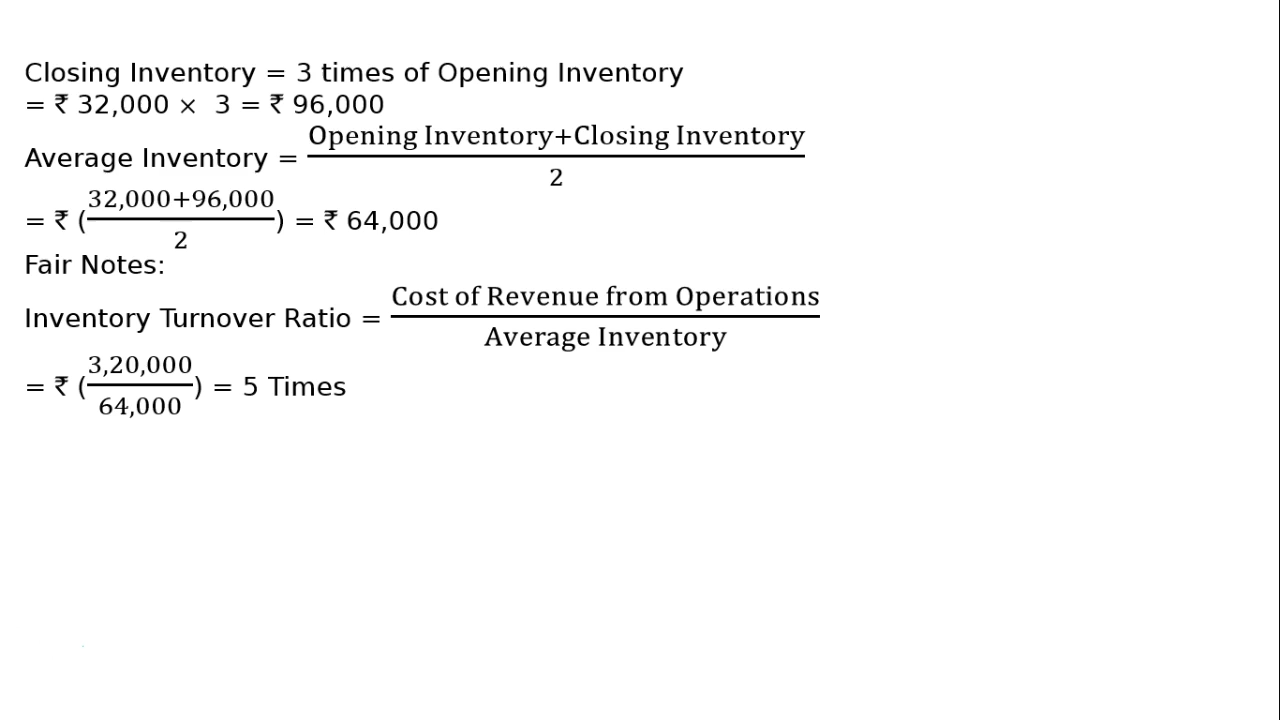 Closing Inventory = 3 times of Opening Inventory
= ₹ 32,000 × 3 = ₹ 96,000
Average Inventory = Opening Inventory+Closing Inventory / 2
= ₹ (32,000+96,000 / 2) = ₹ 64,000
Fair Notes:
Inventory Turnover Ratio = Cost of Revenue from Operations / Average Inventory
= ₹ (3,20,000 / 64,000) = 5 Times